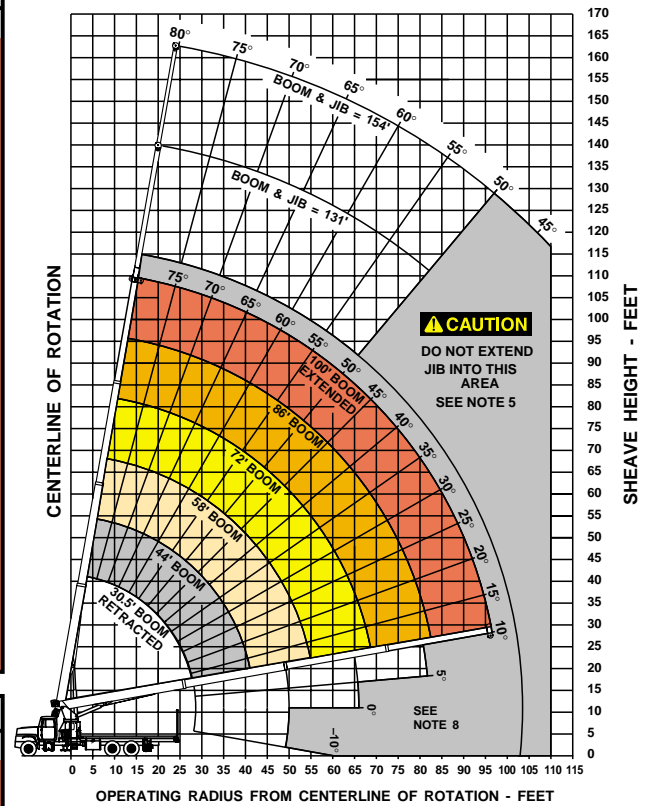 170
165
160
155
150
145
140
135
130
125
120
115
110
105
100
95
90
85
80
75
70
65
60
55
50
45
40
35
30
25
20
15
10
5
0
SHEAVE HEIGHT - FEET
CENTERLINE OF ROTATION
80°
75°
70°
65°
60°
55°
50°
45°
BOOM & JIB = 154'
BOOM & JIB = 131'
75°
70°
65°
60°
55°
50°
45°
40°
35°
30°
25°
20°
15°
10°
5°
0°
-10°
100' BOOM
EXTENDED
86' BOOM
72' BOOM
58' BOOM
44' BOOM
30.5' BOOM
RETRACTED
CAUTION
DO NOT EXTEND
JIB INTO THIS
AREA
SEE NOTE 5
SEE
NOTE 8
0 5 10 15 20 25 30 35 40 45 50 55 60 65 70 75 80 85 90 95 100 105 110 115
OPERATING RADIUS FROM CENTERLINE OF ROTATION - FEET